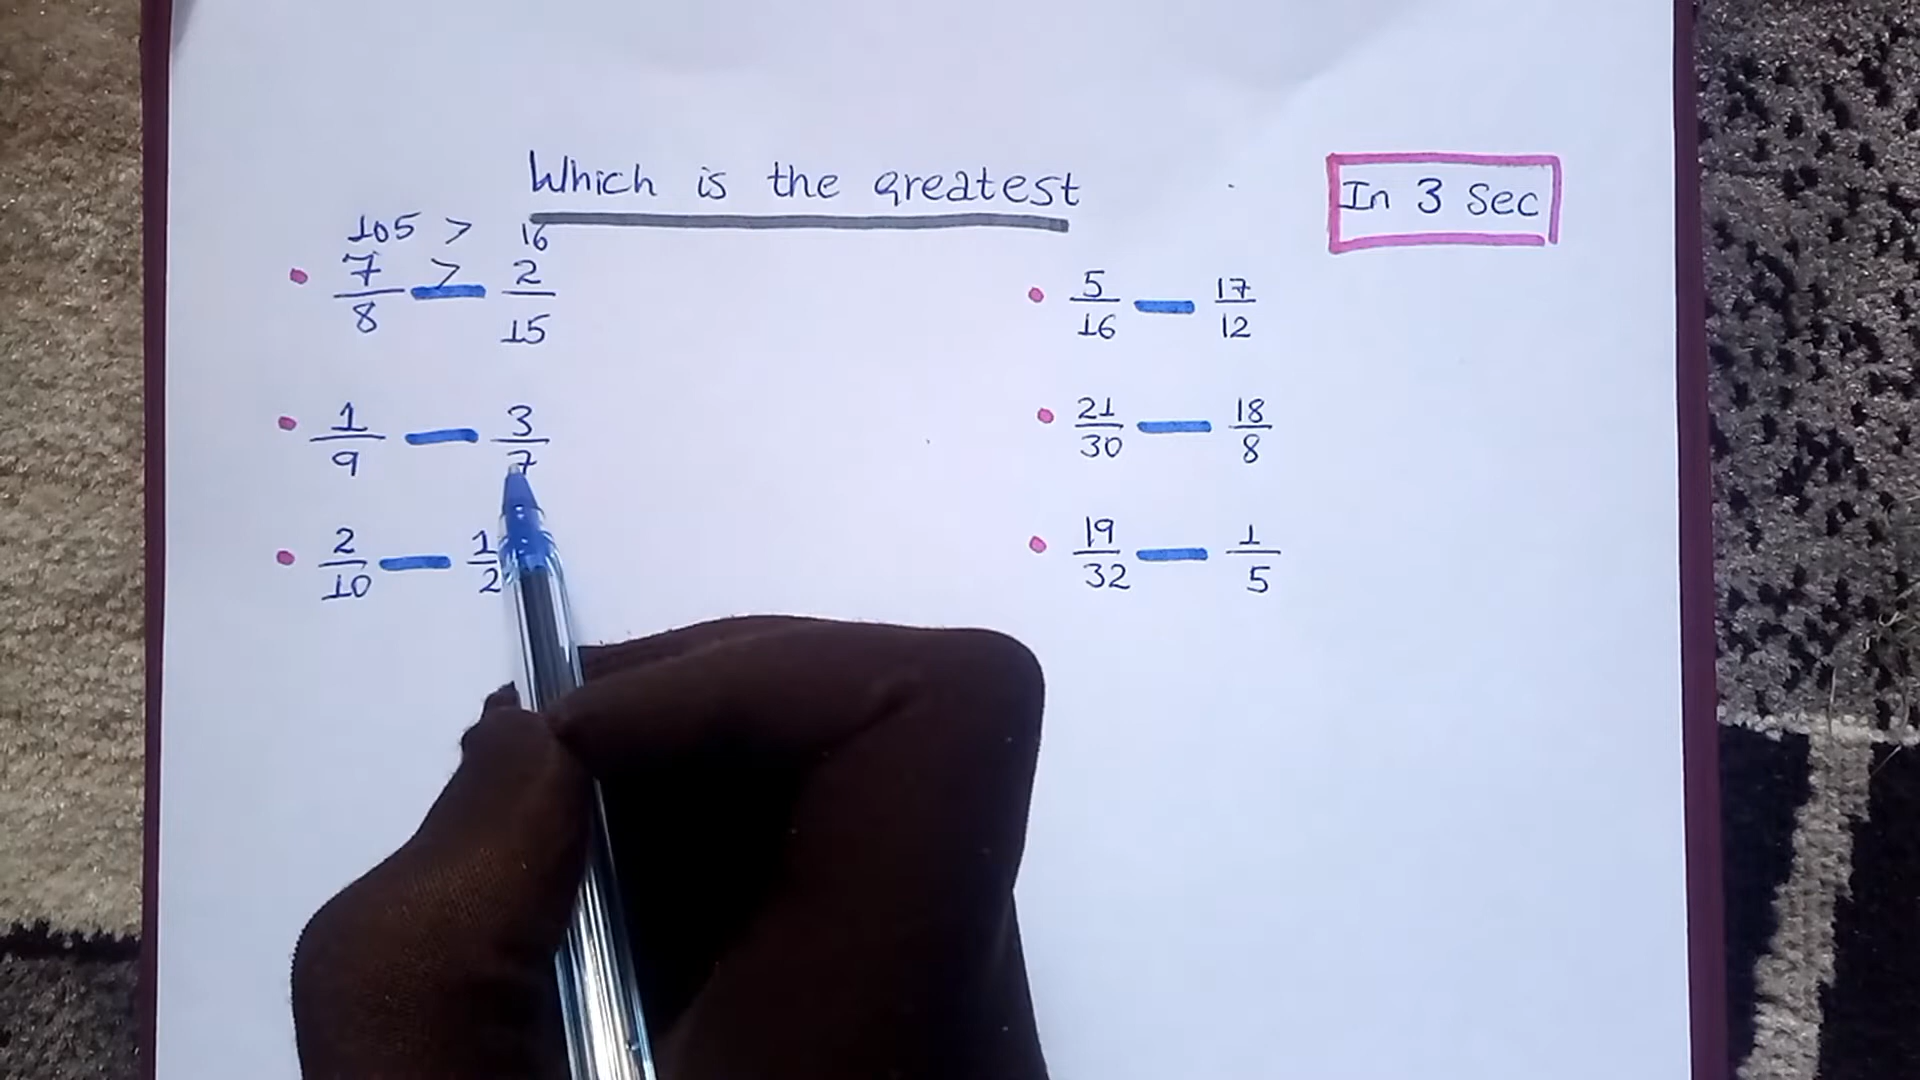 Which is the greatest
In 3 Sec
105 > 16
7/8 > 2/15
1/9 — 3/7
2/10 — 1/2
5/16 — 17/12
21/30 — 18/8
19/32 — 1/5